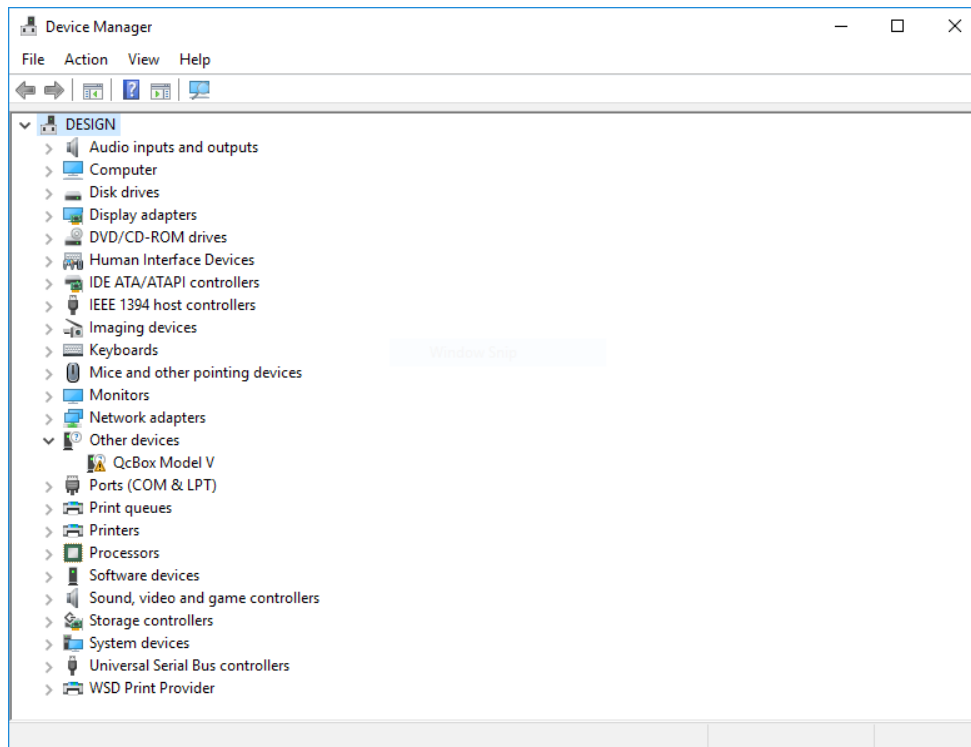 Device Manager
File Action View Help
DESIGN
Audio inputs and outputs
Computer
Disk drives
Display adapters
DVD/CD-ROM drives
Human Interface Devices
IDE ATA/ATAPI controllers
IEEE 1394 host controllers
Imaging devices
Keyboards
Window Snip
Mice and other pointing devices
Monitors
Network adapters
Other devices
QcBox Model V
Ports (COM & LPT)
Print queues
Printers
Processors
Software devices
Sound, video and game controllers
Storage controllers
System devices
Universal Serial Bus controllers
WSD Print Provider